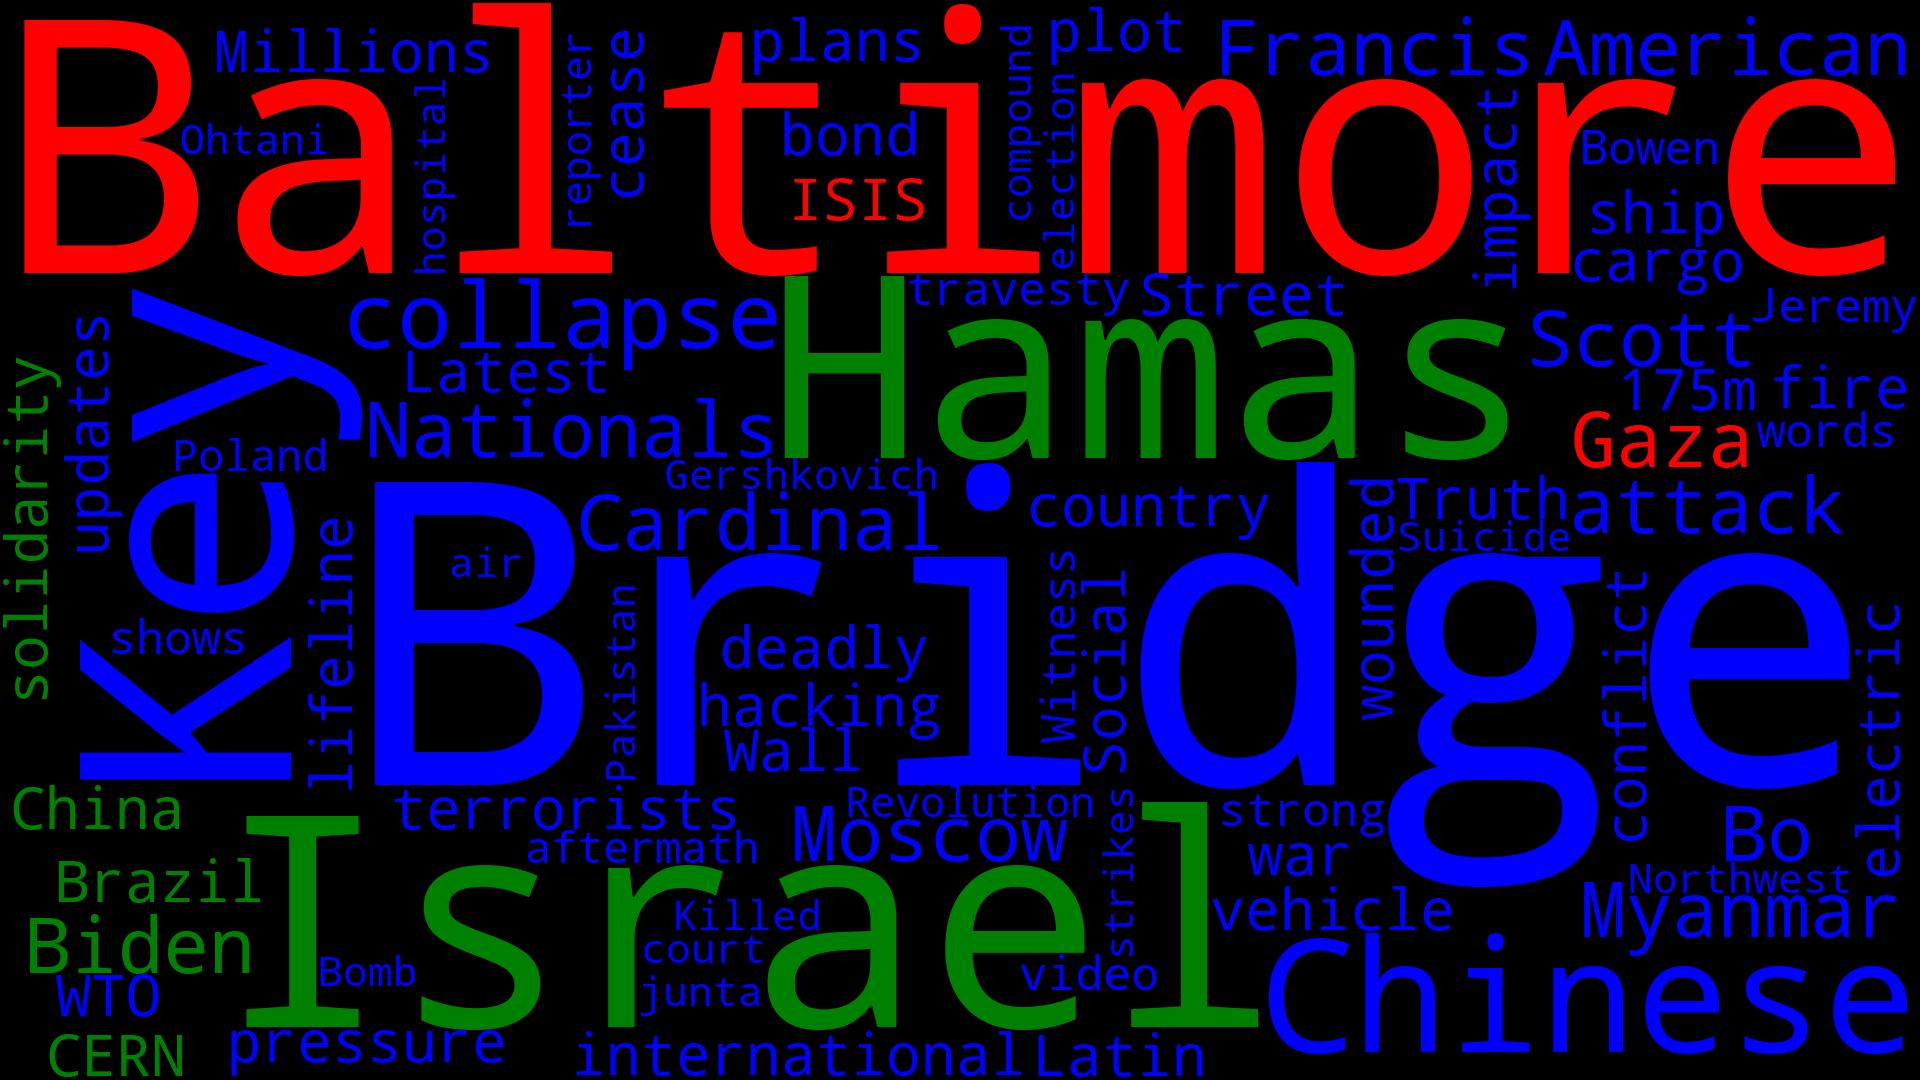 Baltimore
Millions
plans
plot
Francis
American
Ohtani
hospital
reporter
cease
bond
ISIS
compound
election
impact
Bowen
ship
cargo
collapse
Hamas
travesty
Street
Scott
Jeremy
Latest
175m
fire
Nationals
Gaza
words
solidarity
updates
Key
Poland
Gershkovich
Cardinal
country
wounded
Truth
attack
Suicide
Bridge
air
lifeline
shows
Pakistan
deadly
hacking
Wall
Witness
Social
conflict
electric
China
terrorists
Revolution
Moscow
strikes
strong
Bo
aftermath
war
Brazil
Israel
Northwest
Myanmar
vehicle
Biden
Killed
court
Bomb
junta
video
WTO
Chinese
CERN
pressure
international
Latin